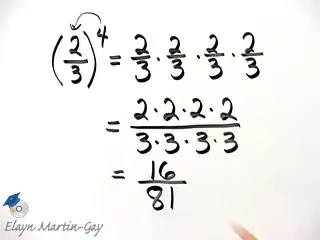 (2/3)^4 = 2/3 · 2/3 · 2/3 · 2/3
= 2·2·2·2 / 3·3·3·3
= 16/81
Elayn Martin-Gay